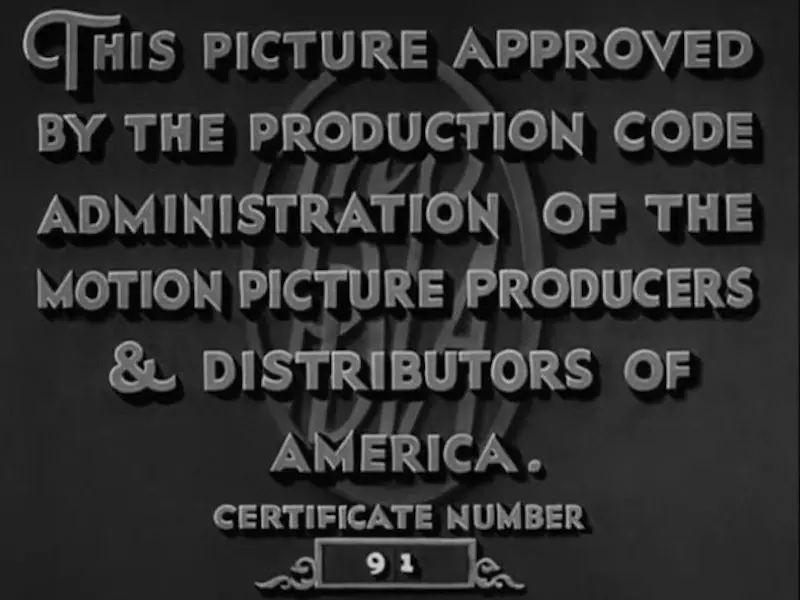 THIS PICTURE APPROVED
BY THE PRODUCTION CODE
ADMINISTRATION OF THE
MOTION PICTURE PRODUCERS
& DISTRIBUTORS OF
AMERICA.
CERTIFICATE NUMBER
91